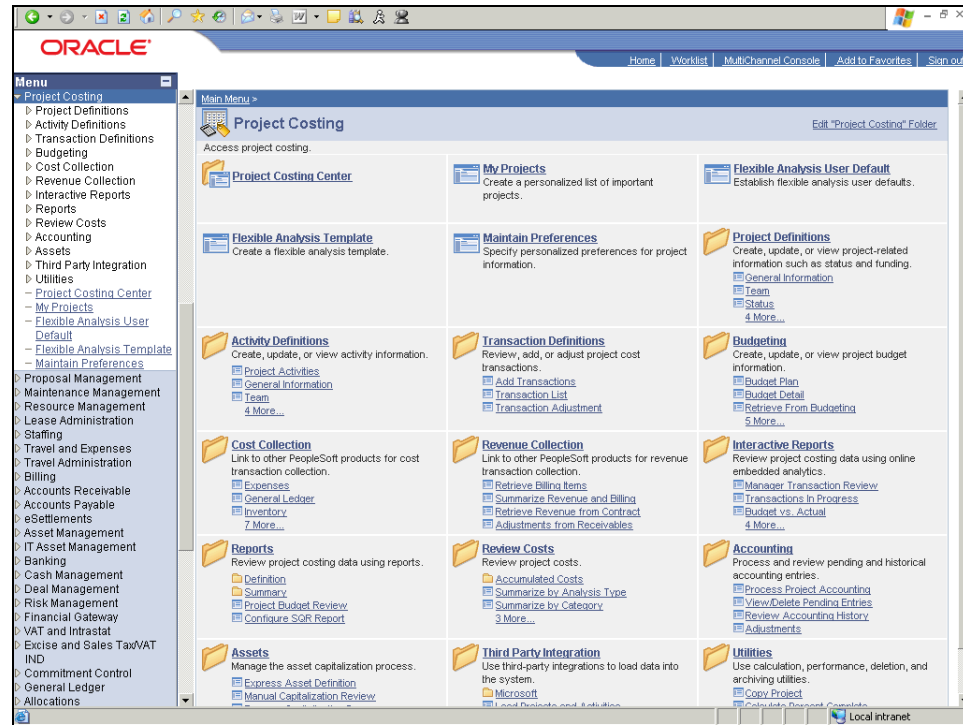 ORACLE®
Home | Worklist | MultiChannel Console | Add to Favorites | Sign out
Menu
Project Costing
Project Definitions
Activity Definitions
Transaction Definitions
Budgeting
Cost Collection
Revenue Collection
Interactive Reports
Reports
Review Costs
Accounting
Assets
Third Party Integration
Utilities
– Project Costing Center
– My Projects
– Flexible Analysis User
Default
– Flexible Analysis Template
– Maintain Preferences
Proposal Management
Maintenance Management
Resource Management
Lease Administration
Staffing
Travel and Expenses
Travel Administration
Billing
Accounts Receivable
Accounts Payable
eSettlements
Asset Management
IT Asset Management
Banking
Cash Management
Deal Management
Risk Management
Financial Gateway
VAT and Intrastat
Excise and Sales Tax/VAT
IND
Commitment Control
General Ledger
Allocations
Main Menu >
Project Costing
Edit "Project Costing" Folder
Access project costing.
Project Costing Center
My Projects
Create a personalized list of important
projects.
Flexible Analysis User Default
Establish flexible analysis user defaults.
Flexible Analysis Template
Create a flexible analysis template.
Maintain Preferences
Specify personalized preferences for project
information.
Project Definitions
Create, update, or view project-related
information such as status and funding.
General Information
Team
Status
4 More...
Activity Definitions
Create, update, or view activity information.
Project Activities
General Information
Team
4 More...
Transaction Definitions
Review, add, or adjust project cost
transactions.
Add Transactions
Transaction List
Transaction Adjustment
Budgeting
Create, update, or view project budget
information.
Budget Plan
Budget Detail
Retrieve From Budgeting
5 More...
Cost Collection
Link to other PeopleSoft products for cost
transaction collection.
Expenses
General Ledger
Inventory
7 More...
Revenue Collection
Link to other PeopleSoft products for revenue
transaction collection.
Retrieve Billing Items
Summarize Revenue and Billing
Retrieve Revenue from Contract
Adjustments from Receivables
Interactive Reports
Review project costing data using online
embedded analytics.
Manager Transaction Review
Transactions In Progress
Budget vs. Actual
4 More...
Reports
Review project costing data using reports.
Definition
Summary
Project Budget Review
Configure SQR Report
Review Costs
Review project costs.
Accumulated Costs
Summarize by Analysis Type
Summarize by Category
3 More...
Accounting
Process and review pending and historical
accounting entries.
Process Project Accounting
View/Delete Pending Entries
Review Accounting History
Adjustments
Assets
Manage the asset capitalization process.
Express Asset Definition
Manual Capitalization Review
Third Party Integration
Use third-party integrations to load data into
the system.
Microsoft
Load Projects and Activities
Utilities
Use calculation, performance, deletion, and
archiving utilities.
Copy Project
Calculate Percent Complete
Local intranet